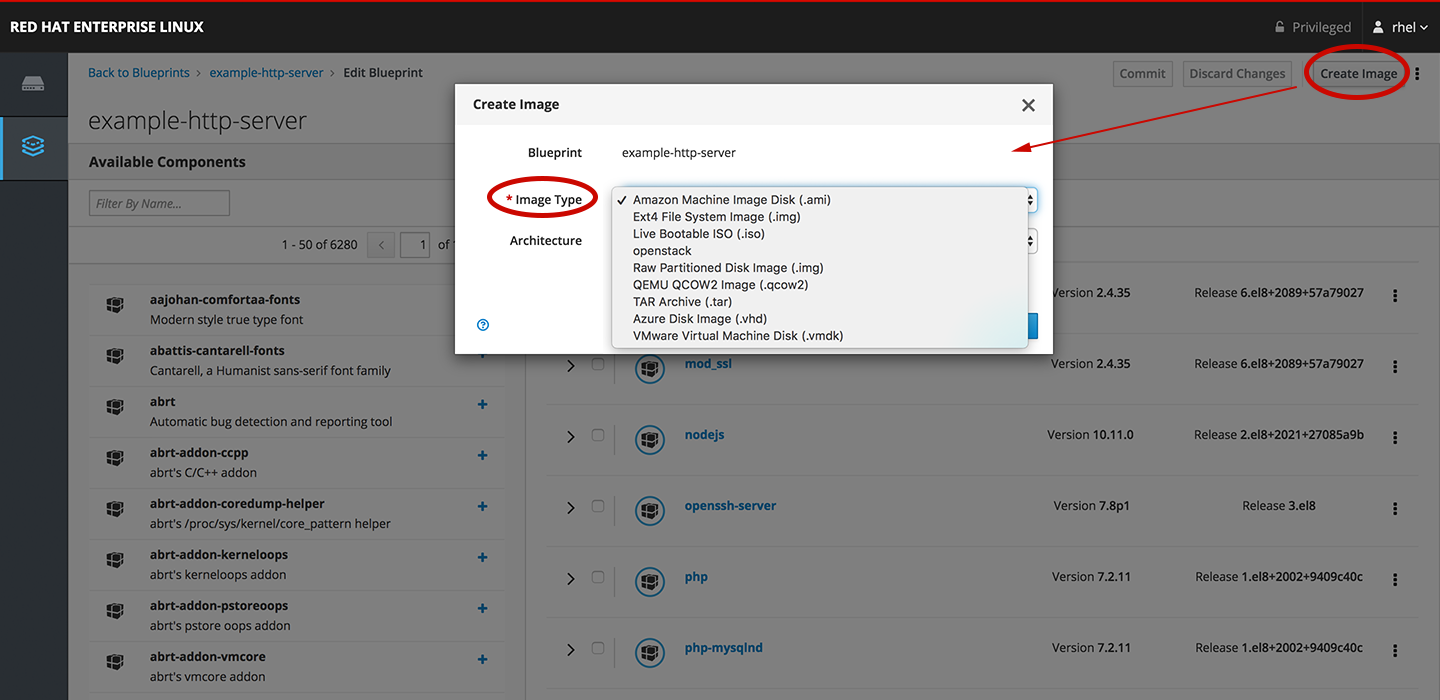 RED HAT ENTERPRISE LINUX
Privileged
rhel
Back to Blueprints > example-http-server > Edit Blueprint
Commit
Discard Changes
Create Image
example-http-server
Available Components
Filter By Name...
1 - 50 of 6280
<
1
of
Create Image
Blueprint
example-http-server
* Image Type
✓ Amazon Machine Image Disk (.ami)
Ext4 File System Image (.img)
Live Bootable ISO (.iso)
openstack
Raw Partitioned Disk Image (.img)
QEMU QCOW2 Image (.qcow2)
TAR Archive (.tar)
Azure Disk Image (.vhd)
VMware Virtual Machine Disk (.vmdk)
Architecture
aajohan-comfortaa-fonts
Modern style true type font
abattis-cantarell-fonts
Cantarell, a Humanist sans-serif font family
abrt
Automatic bug detection and reporting tool
abrt-addon-ccpp
abrt's C/C++ addon
abrt-addon-coredump-helper
abrt's /proc/sys/kernel/core_pattern helper
abrt-addon-kerneloops
abrt's kerneloops addon
abrt-addon-pstoreoops
abrt's pstore oops addon
abrt-addon-vmcore
abrt's vmcore addon
Version 2.4.35
Release 6.el8+2089+57a79027
mod_ssl
Version 2.4.35
Release 6.el8+2089+57a79027
nodejs
Version 10.11.0
Release 2.el8+2021+27085a9b
openssh-server
Version 7.8p1
Release 3.el8
php
Version 7.2.11
Release 1.el8+2002+9409c40c
php-mysqlnd
Version 7.2.11
Release 1.el8+2002+9409c40c